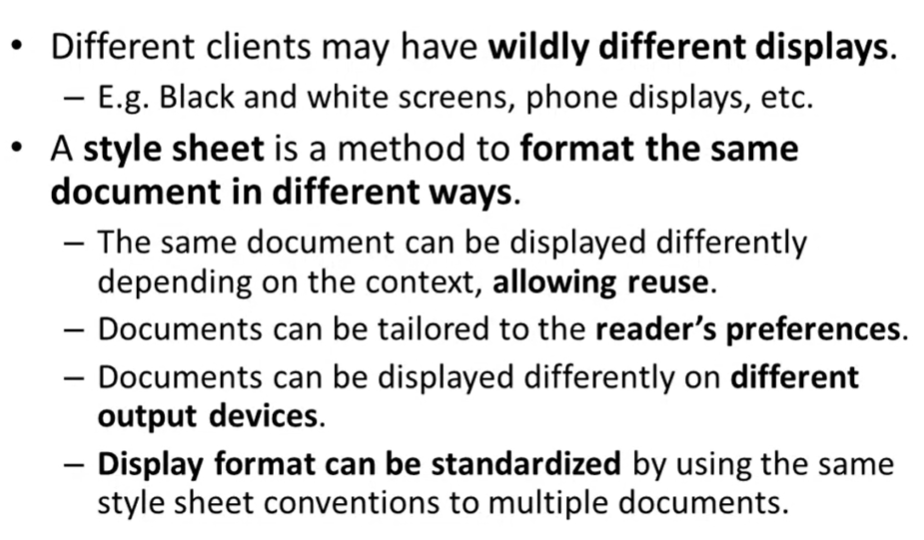 • Different clients may have wildly different displays.
– E.g. Black and white screens, phone displays, etc.
• A style sheet is a method to format the same
document in different ways.
– The same document can be displayed differently
depending on the context, allowing reuse.
– Documents can be tailored to the reader’s preferences.
– Documents can be displayed differently on different
output devices.
– Display format can be standardized by using the same
style sheet conventions to multiple documents.